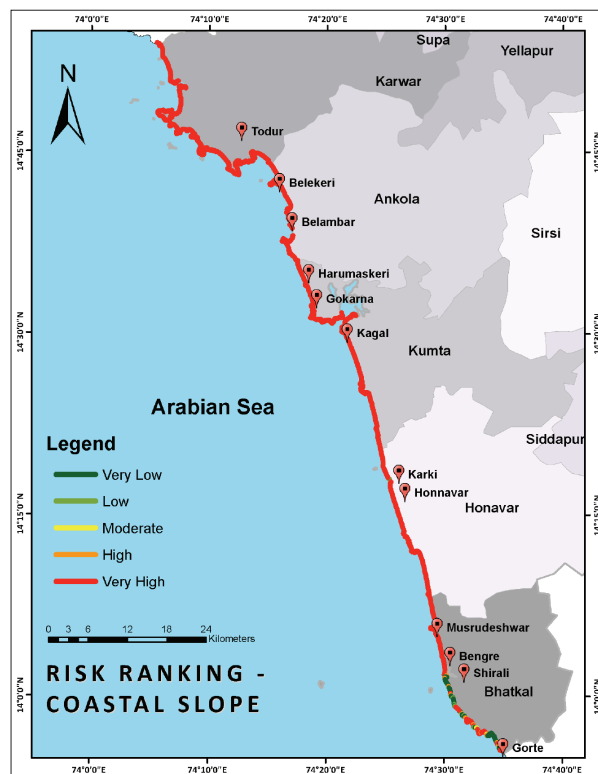 74°0'0"E 74°10'0"E 74°20'0"E 74°30'0"E 74°40'0"E
Supa
Yellapur
Karwar
N
Todur
14°45'0"N 14°45'0"N
Belekeri
Ankola
Belambar
Sirsi
Harumaskeri
Gokarna
14°30'0"N 14°30'0"N
Kagal
Kumta
Arabian Sea
Legend
Siddapur
Very Low
Karki
Low
Honnavar
Honavar
14°15'0"N 14°15'0"N
Moderate
High
Very High
0 3 6 12 18 24
Kilometers
Musrudeshwar
Bengre
Shirali
RISK RANKING -
COASTAL SLOPE
Bhatkal
14°0'0"N 14°0'0"N
Gorte
74°0'0"E 74°10'0"E 74°20'0"E 74°30'0"E 74°40'0"E